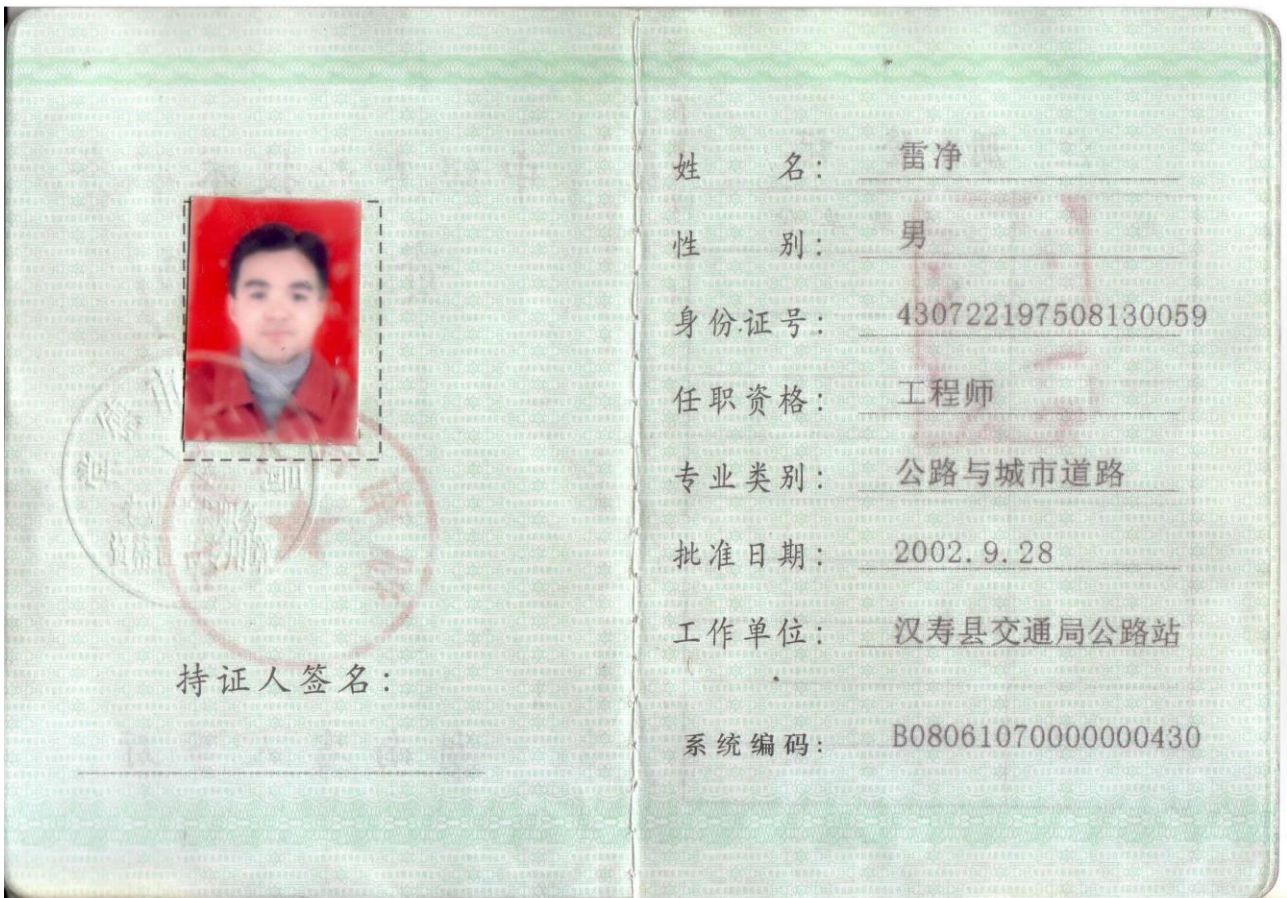 持证人签名:
姓 名: 雷净
性 别: 男
身份证号: 430722197508130059
任职资格: 工程师
专业类别: 公路与城市道路
批准日期: 2002.9.28
工作单位: 汉寿县交通局公路站
系统编码: B08061070000000430